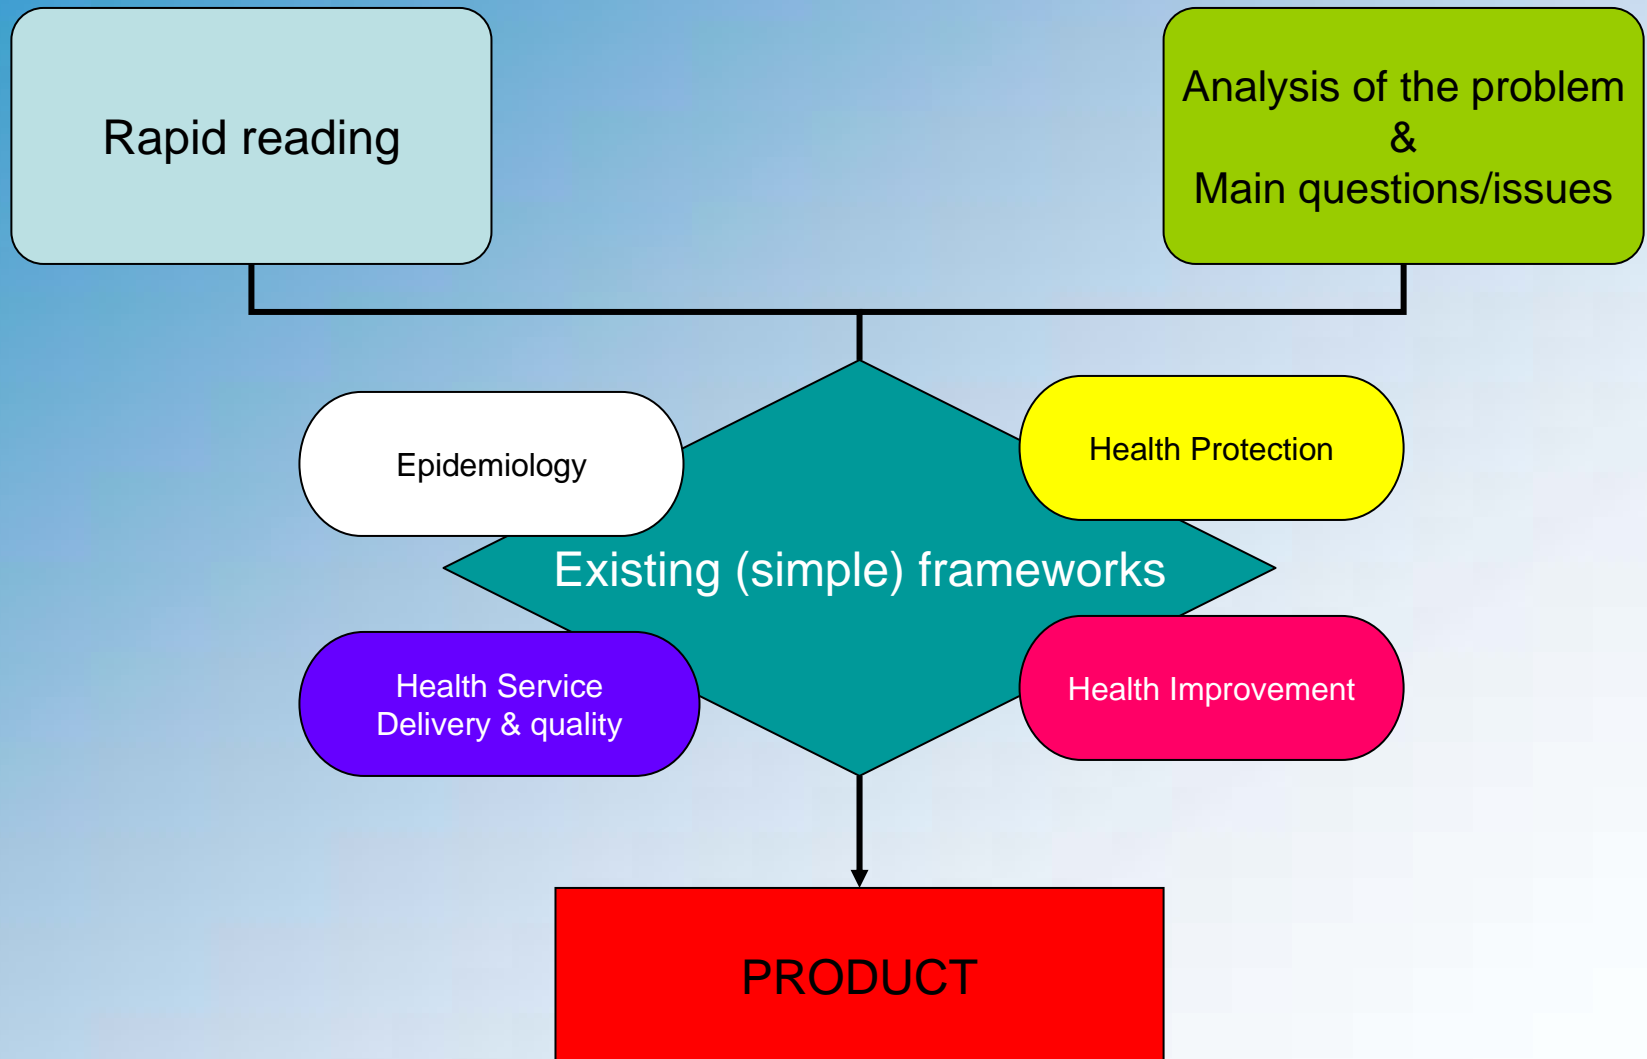 Rapid reading
Analysis of the problem
&
Main questions/issues
Epidemiology
Health Protection
Existing (simple) frameworks
Health Service
Delivery & quality
Health Improvement
PRODUCT